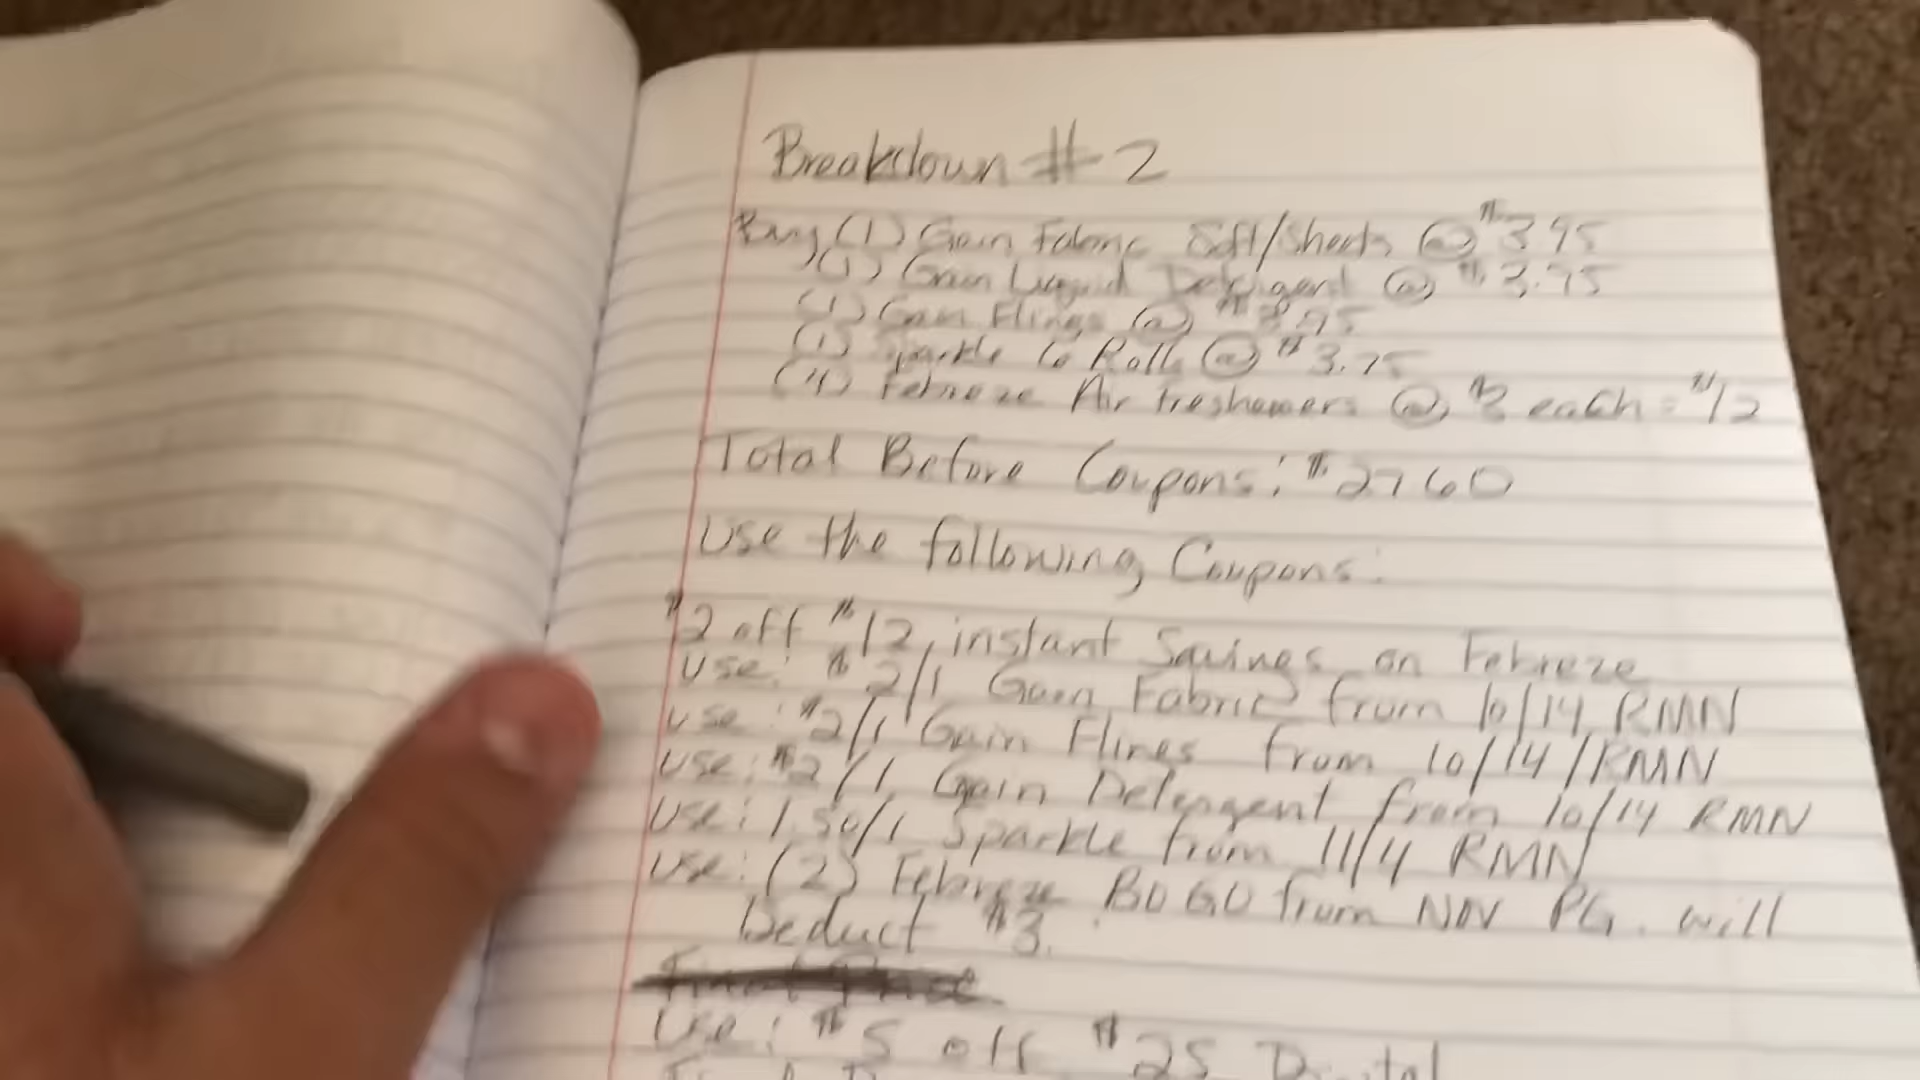 Breakdown # 2
Buy (1) Gain Fabric Soft/Sheets @ $3.95
(1) Gain Liquid Detergent @ $3.95
(1) Gain Flings @ $3.95
(1) Sparkle 6 Rolls @ $3.75
(4) Febreze Air Fresheners @ $3 each = $12
Total Before Coupons: $27.60
Use the following Coupons:
$2 off $12, instant Savings on Febreze
use: $2/1 Gain Fabric from 10/14 RMN
use: $2/1 Gain Flings from 10/14/RMN
use: $2/1 Gain Detergent from 10/14 RMN
use: 1.50/1 Sparkle from 11/4 RMN
use: (2) Febreze BOGO from Nov PG. will
Deduct $3.
Use: $5 off $25 Digital